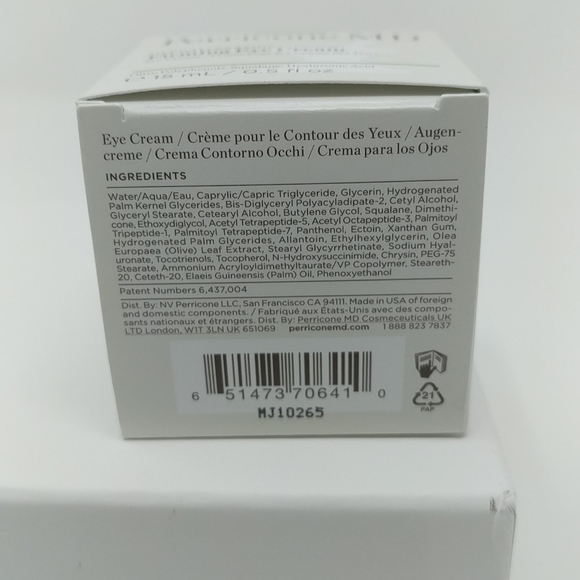 Perricone MD
e 15 mL / 0.5 fl oz
Eye Cream / Crème pour le Contour des Yeux / Augen-
creme / Crema Contorno Occhi / Crema para los Ojos
INGREDIENTS
Water/Aqua/Eau, Caprylic/Capric Triglyceride, Glycerin, Hydrogenated
Palm Kernel Glycerides, Bis-Diglyceryl Polyacyladipate-2, Cetyl Alcohol,
Glyceryl Stearate, Cetearyl Alcohol, Butylene Glycol, Squalane, Dimethi-
cone, Ethoxydiglycol, Acetyl Tetrapeptide-5, Acetyl Octapeptide-3, Palmitoyl
Tripeptide-1, Palmitoyl Tetrapeptide-7, Panthenol, Ectoin, Xanthan Gum,
Hydrogenated Palm Glycerides, Allantoin, Ethylhexylglycerin, Olea
Europaea (Olive) Leaf Extract, Stearyl Glycyrrhetinate, Sodium Hyal-
uronate, Tocotrienols, Tocopherol, N-Hydroxysuccinimide, Chrysin, PEG-75
Stearate, Ammonium Acryloyldimethyltaurate/VP Copolymer, Steareth-
20, Ceteth-20, Elaeis Guineensis (Palm) Oil, Phenoxyethanol
Patent Numbers 6,437,004
Dist. By: NV Perricone LLC, San Francisco CA 94111. Made in USA of foreign
and domestic components. / Fabriqué aux États-Unis avec des compo-
sants nationaux et étrangers. Dist. By: Perricone MD Cosmeceuticals UK
LTD London, W1T 3LN UK 651069 perriconemd.com 1 888 823 7837
6 51473 70641 0
MJ10265
21
PAP